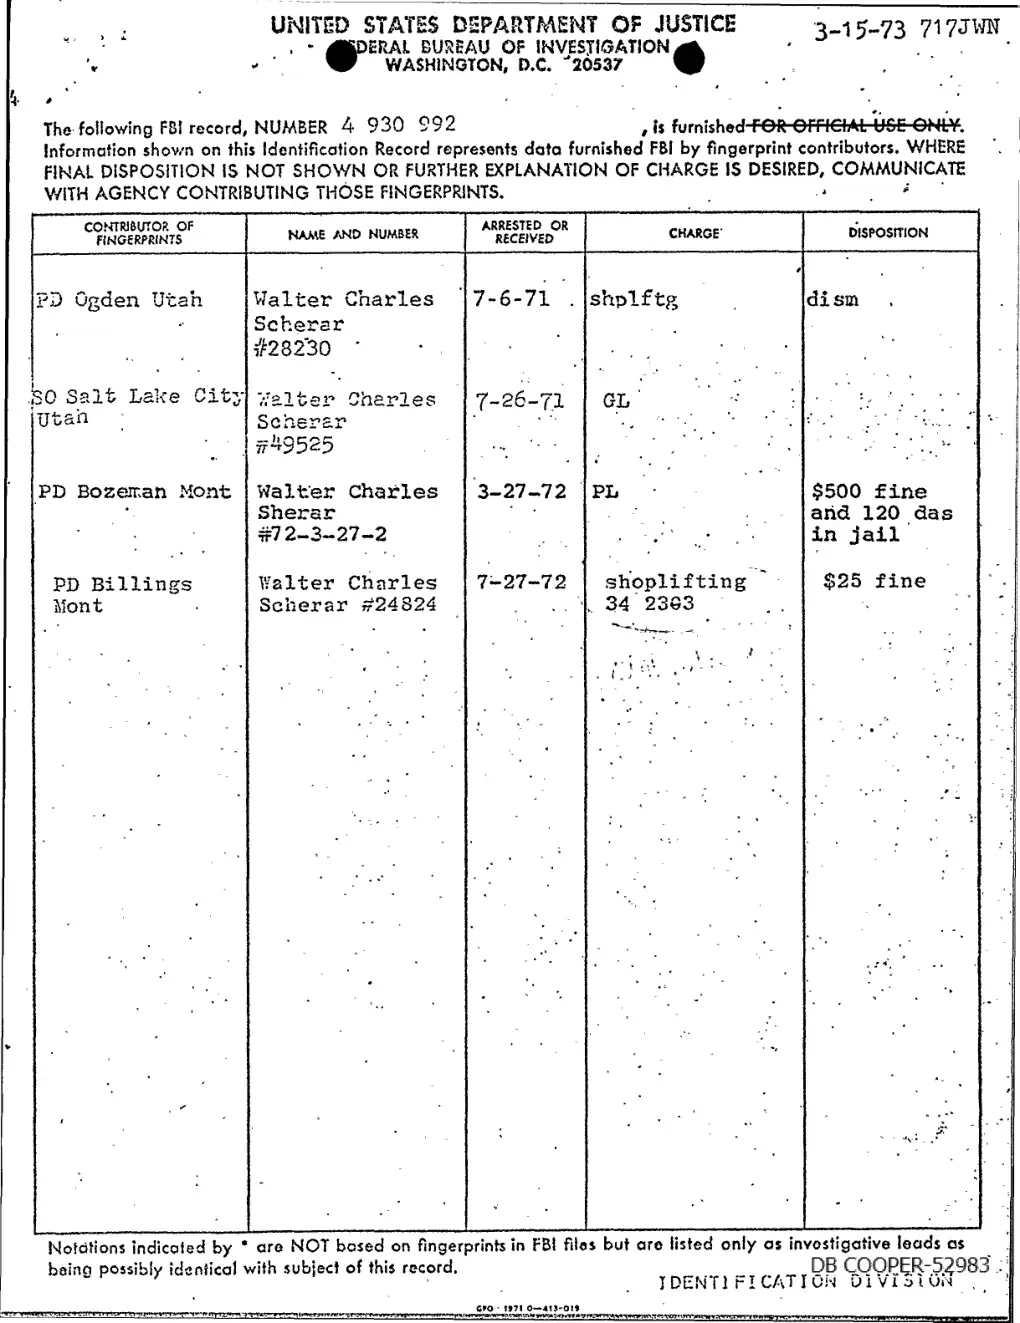 UNITED STATES DEPARTMENT OF JUSTICE
3-15-73 717JWN
FEDERAL BUREAU OF INVESTIGATION
WASHINGTON, D.C. 20537
The following FBI record, NUMBER 4 930 992 , is furnished FOR OFFICIAL USE ONLY.
Information shown on this Identification Record represents data furnished FBI by fingerprint contributors. WHERE
FINAL DISPOSITION IS NOT SHOWN OR FURTHER EXPLANATION OF CHARGE IS DESIRED, COMMUNICATE
WITH AGENCY CONTRIBUTING THOSE FINGERPRINTS.
CONTRIBUTOR OF FINGERPRINTS | NAME AND NUMBER | ARRESTED OR RECEIVED | CHARGE | DISPOSITION
PD Ogden Utah | Walter Charles | 7-6-71 | shplftg | dism
Scherar
#28230
SO Salt Lake City | Walter Charles | 7-26-71 | GL
Utah | Scherar
#49525
PD Bozeman Mont | Walter Charles | 3-27-72 | PL | $500 fine
Sherar | and 120 das
#72-3-27-2 | in jail
PD Billings | Walter Charles | 7-27-72 | shoplifting | $25 fine
Mont | Scherar #24824 | 34 2363
Notations indicated by * are NOT based on fingerprints in FBI files but are listed only as investigative leads as
being possibly identical with subject of this record.
DB COOPER-52983
IDENTIFICATION DIVISION
GPO : 1971 O—413-019